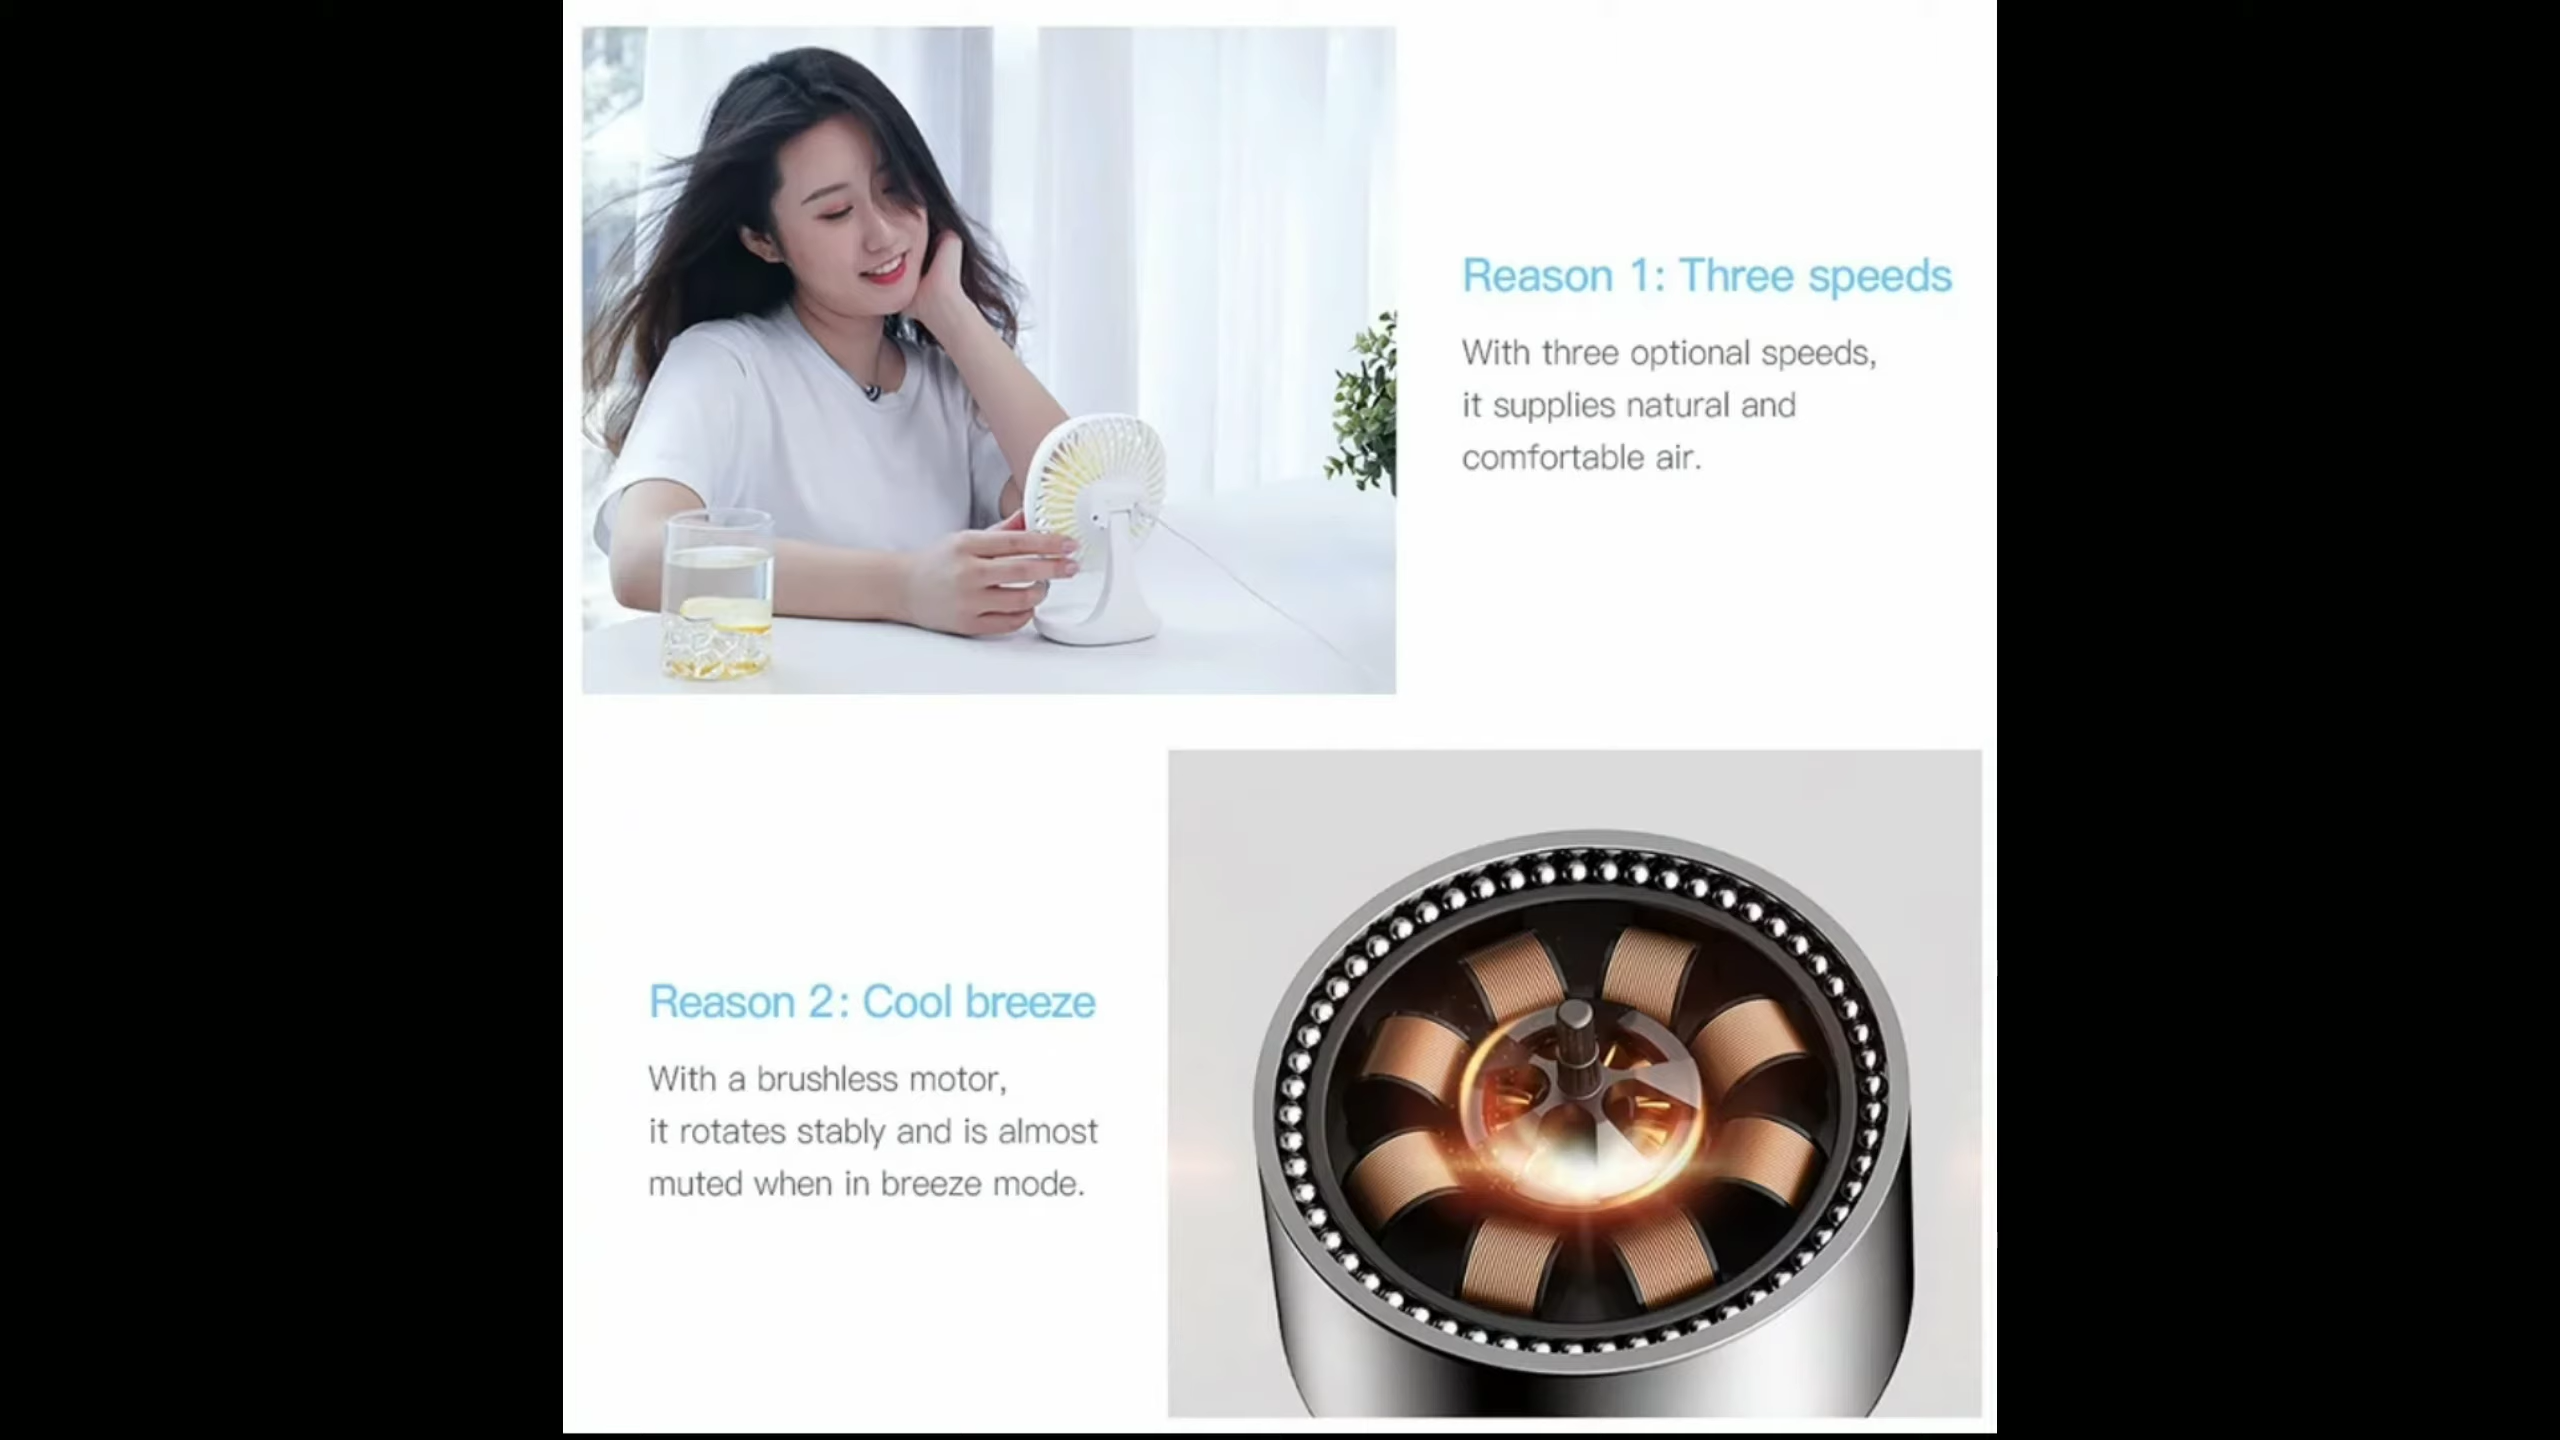 Reason 1: Three speeds
With three optional speeds,
it supplies natural and
comfortable air.
Reason 2: Cool breeze
With a brushless motor,
it rotates stably and is almost
muted when in breeze mode.